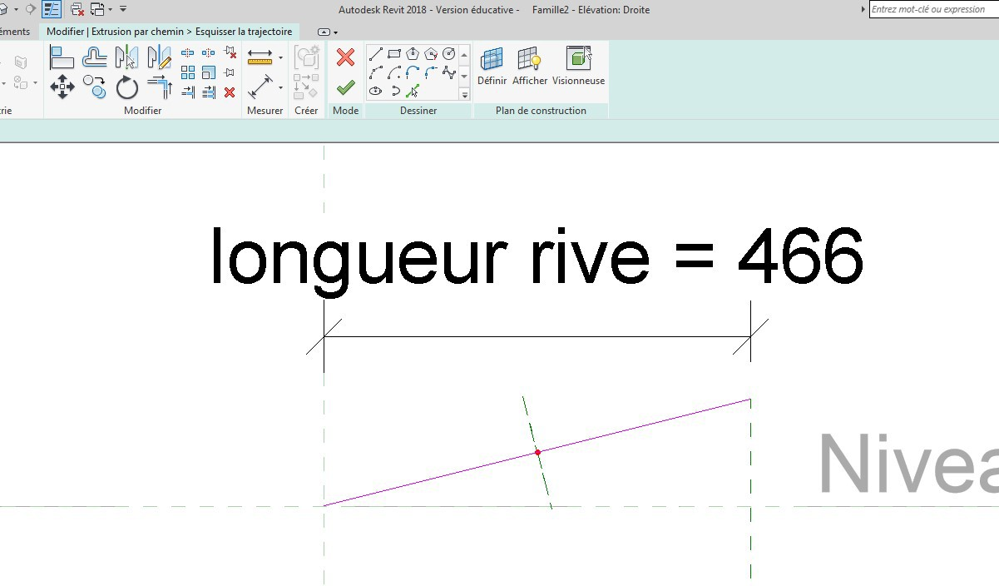 Autodesk Revit 2018 - Version éducative - Famille2 - Elévation: Droite
Entrez mot-clé ou expression
éments
Modifier | Extrusion par chemin > Esquisser la trajectoire
Définir Afficher Visionneuse
rie Modifier Mesurer Créer Mode Dessiner Plan de construction
longueur rive = 466
Nivea